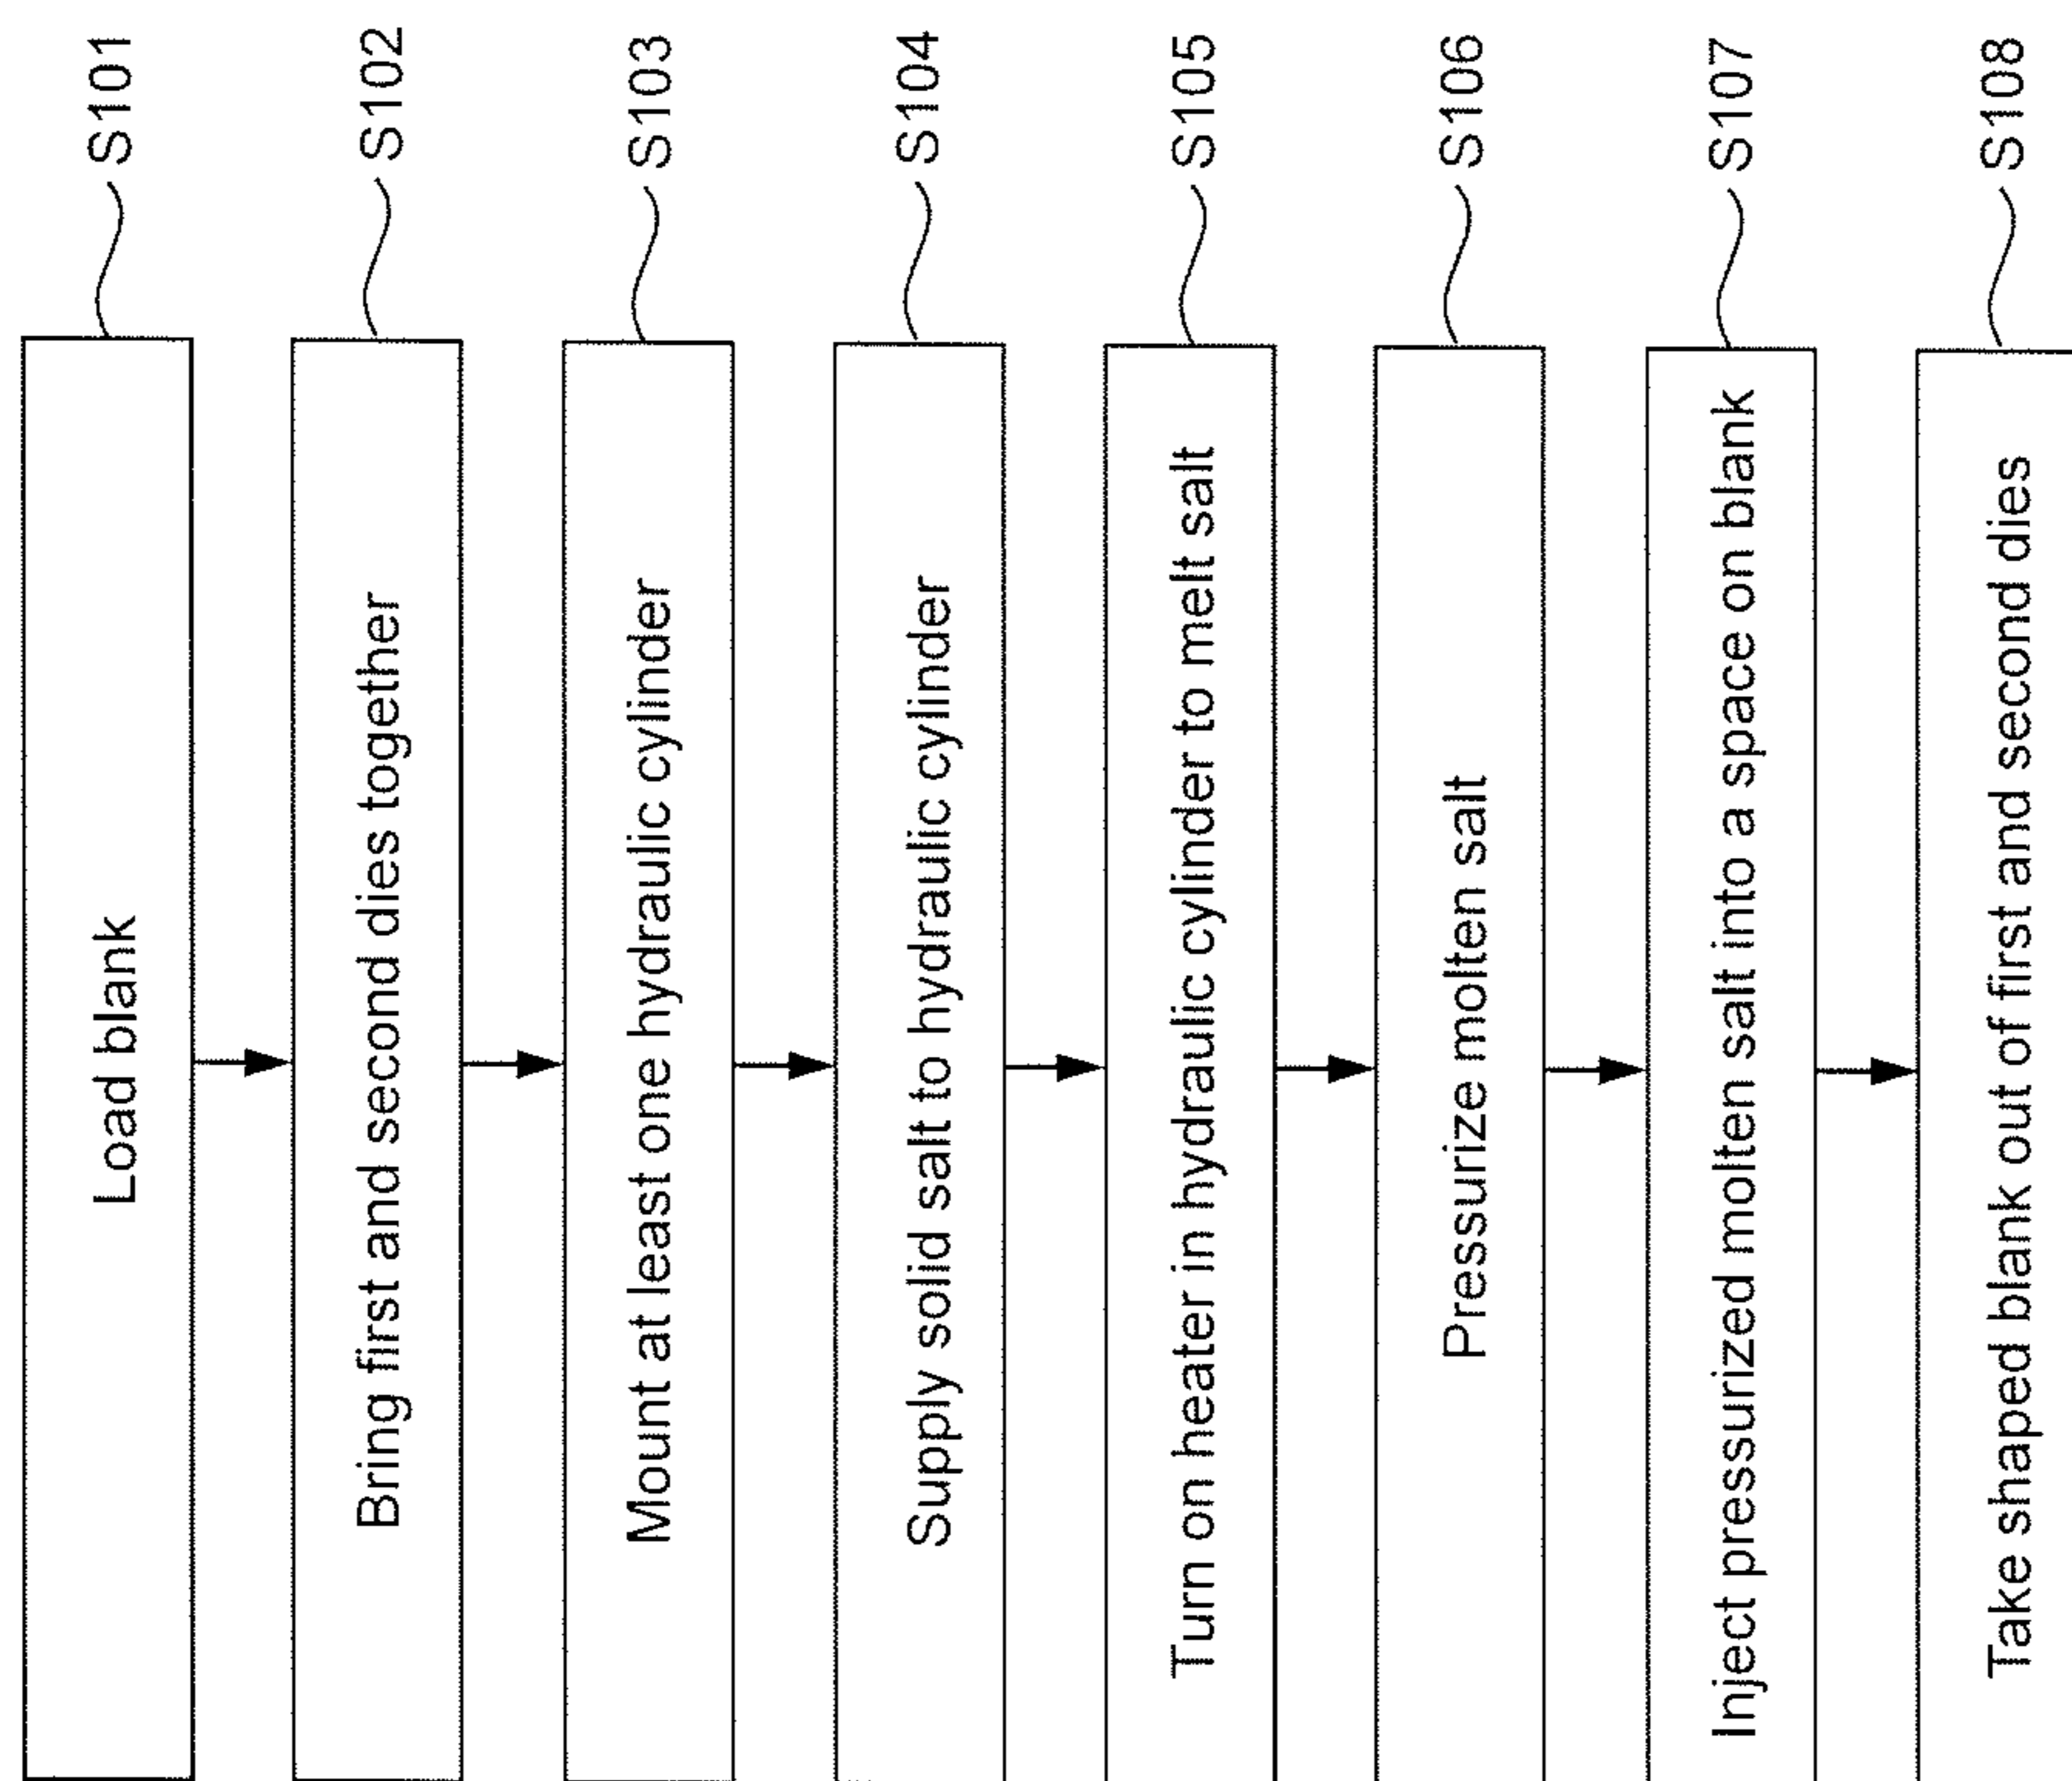 Load blank
S101
Bring first and second dies together
S102
Mount at least one hydraulic cylinder
S103
Supply solid salt to hydraulic cylinder
S104
Turn on heater in hydraulic cylinder to melt salt
S105
Pressurize molten salt
S106
Inject pressurized molten salt into a space on blank
S107
Take shaped blank out of first and second dies
S108